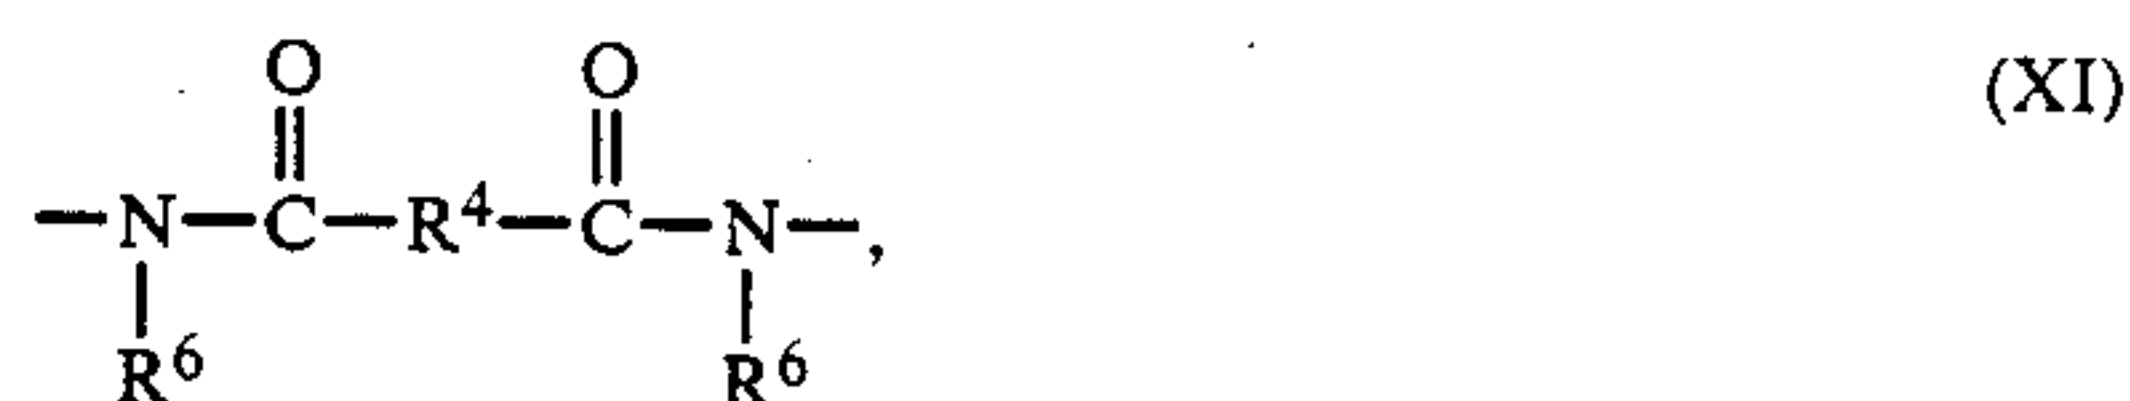 O O (XI)
—N—C—R⁴—C—N—,
R⁶ R⁶